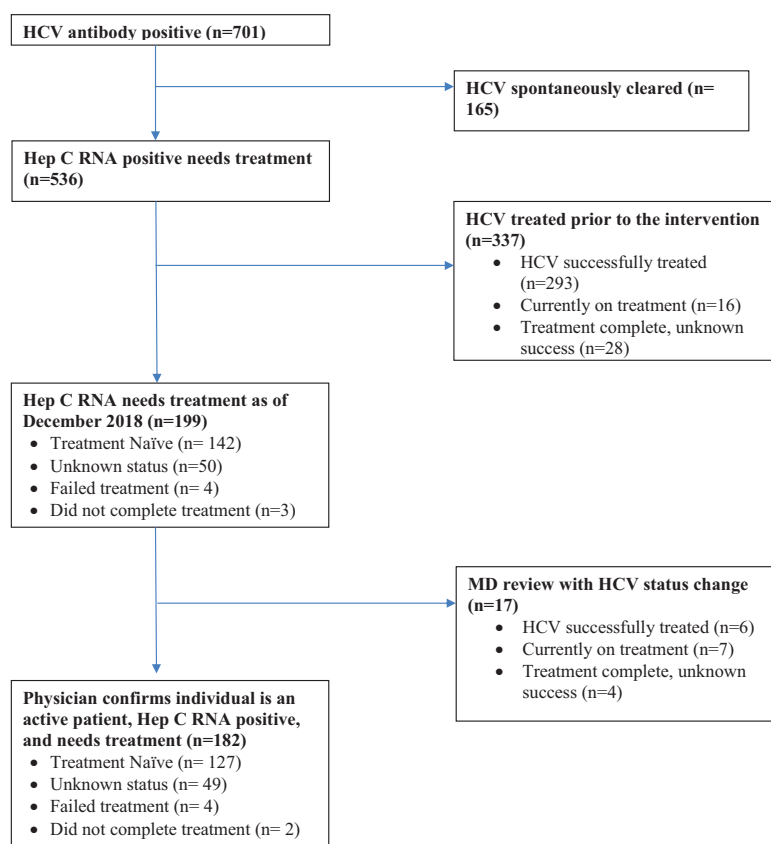 HCV antibody positive (n=701)
HCV spontaneously cleared (n=
165)
Hep C RNA positive needs treatment
(n=536)
HCV treated prior to the intervention
(n=337)
• HCV successfully treated
(n=293)
• Currently on treatment (n=16)
• Treatment complete, unknown
success (n=28)
Hep C RNA needs treatment as of
December 2018 (n=199)
• Treatment Naïve (n= 142)
• Unknown status (n=50)
• Failed treatment (n= 4)
• Did not complete treatment (n=3)
MD review with HCV status change
(n=17)
• HCV successfully treated (n=6)
• Currently on treatment (n=7)
• Treatment complete, unknown
success (n=4)
Physician confirms individual is an
active patient, Hep C RNA positive,
and needs treatment (n=182)
• Treatment Naïve (n= 127)
• Unknown status (n= 49)
• Failed treatment (n= 4)
• Did not complete treatment (n= 2)